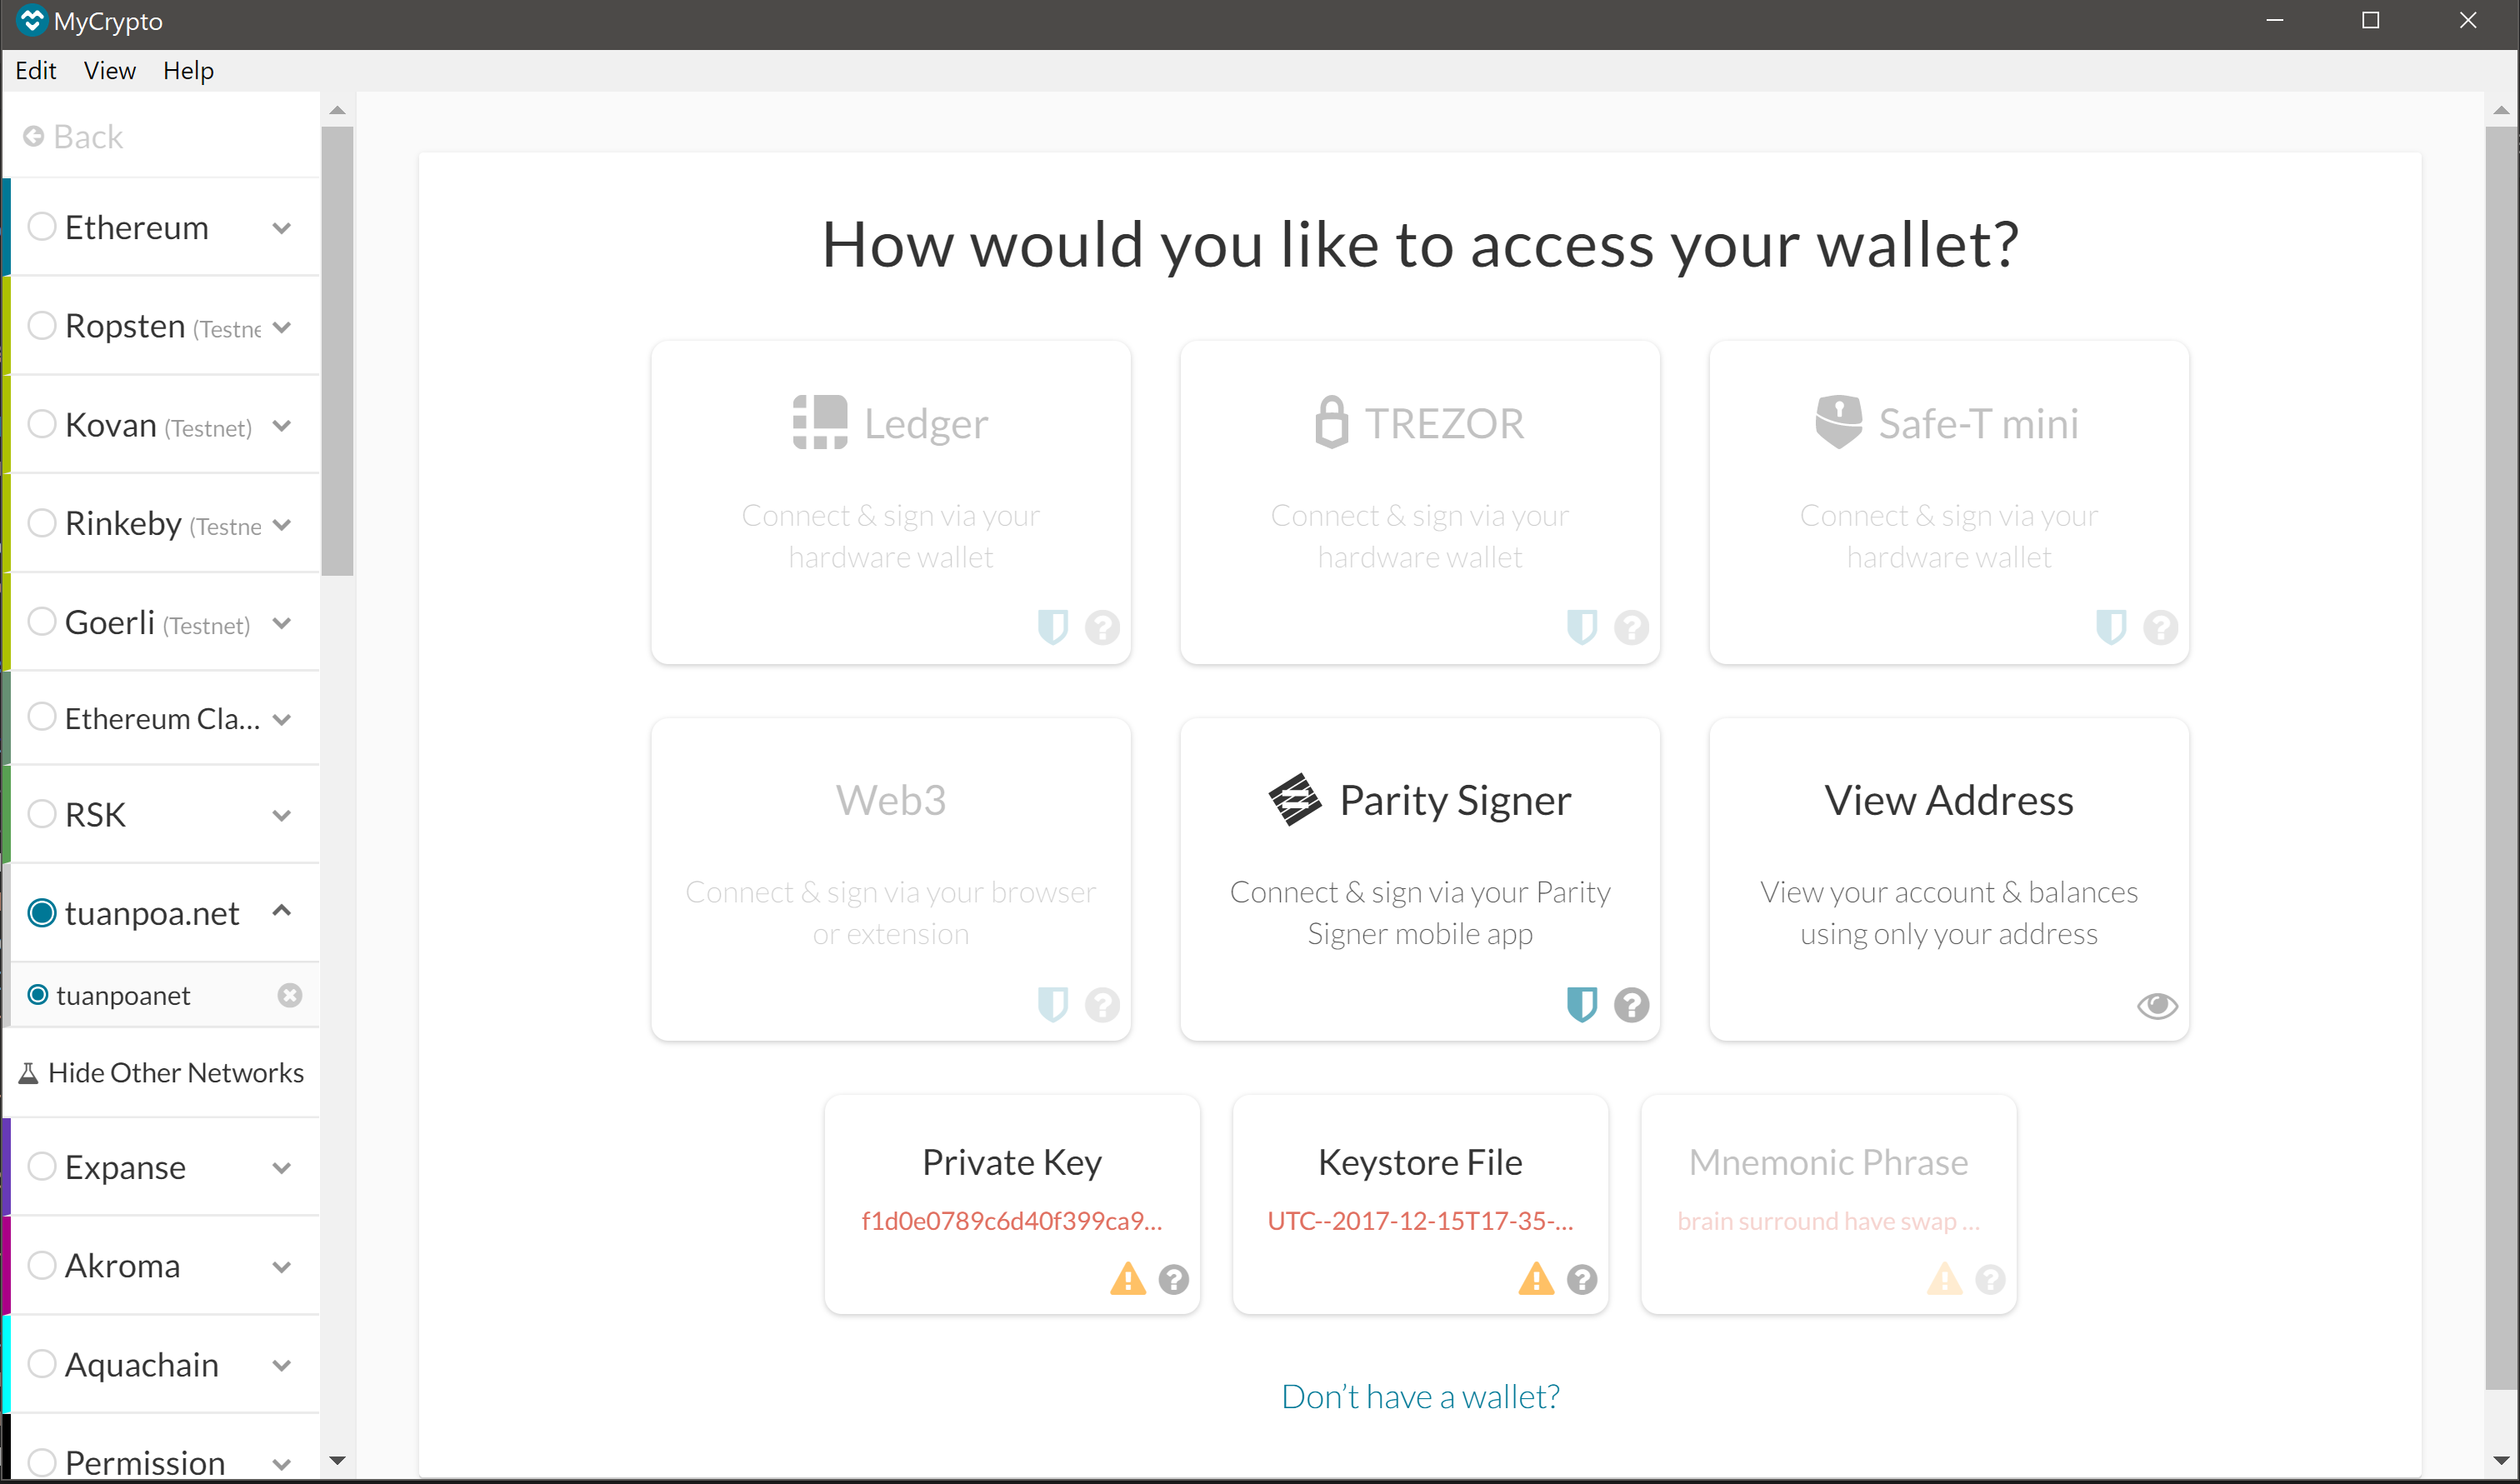 MyCrypto
Edit View Help
Back
Ethereum
Ropsten (Testne
Kovan (Testnet)
Rinkeby (Testne
Goerli (Testnet)
Ethereum Cla...
RSK
tuanpoa.net
tuanpoanet
Hide Other Networks
Expanse
Akroma
Aquachain
Permission
How would you like to access your wallet?
Ledger
Connect & sign via your
hardware wallet
TREZOR
Connect & sign via your
hardware wallet
Safe-T mini
Connect & sign via your
hardware wallet
Web3
Connect & sign via your browser
or extension
Parity Signer
Connect & sign via your Parity
Signer mobile app
View Address
View your account & balances
using only your address
Private Key
f1d0e0789c6d40f399ca9...
Keystore File
UTC--2017-12-15T17-35-...
Mnemonic Phrase
brain surround have swap ...
Don’t have a wallet?